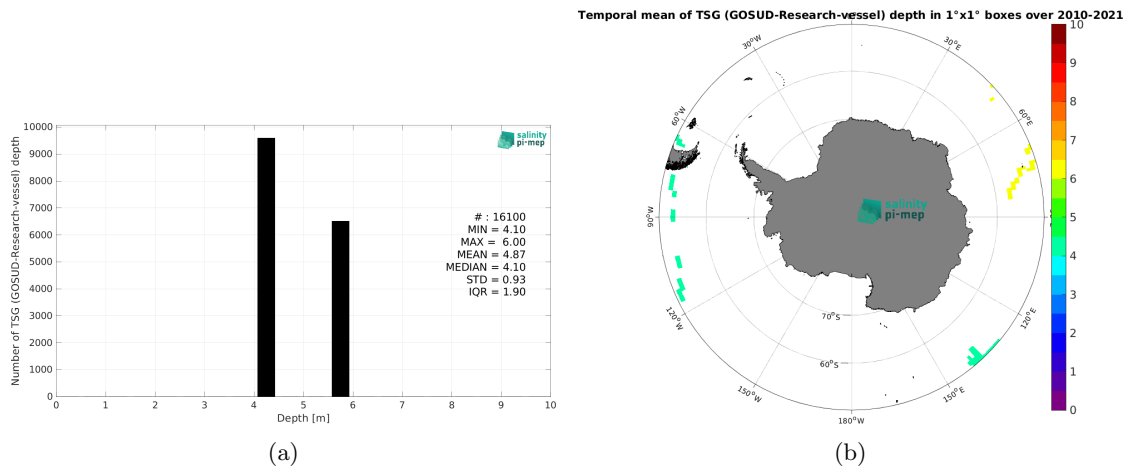 Temporal mean of TSG (GOSUD-Research-vessel) depth in 1°x1° boxes over 2010-2021
Number of TSG (GOSUD-Research-vessel) depth
10000
9000
8000
7000
6000
5000
4000
3000
2000
1000
0
salinity
pi-mep
# : 16100
MIN = 4.10
MAX = 6.00
MEAN = 4.87
MEDIAN = 4.10
STD = 0.93
IQR = 1.90
0 1 2 3 4 5 6 7 8 9 10
Depth [m]
(a)
30°W
30°E
60°W
60°E
90°W
120°W
120°E
150°W
150°E
180°W
70°S
60°S
salinity
pi-mep
10
9
8
7
6
5
4
3
2
1
0
(b)